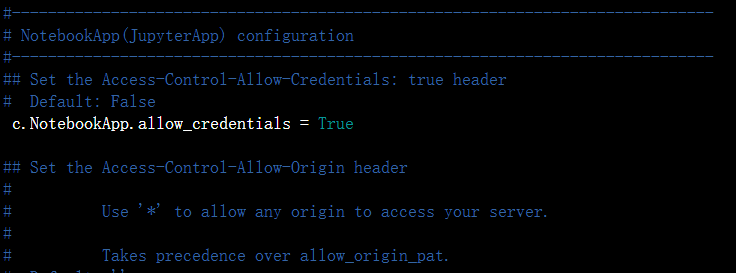 #------------------------------------------------------------------------------
# NotebookApp(JupyterApp) configuration
#------------------------------------------------------------------------------
## Set the Access-Control-Allow-Credentials: true header
#  Default: False
 c.NotebookApp.allow_credentials = True
## Set the Access-Control-Allow-Origin header
#
#         Use '*' to allow any origin to access your server.
#
#         Takes precedence over allow_origin_pat.